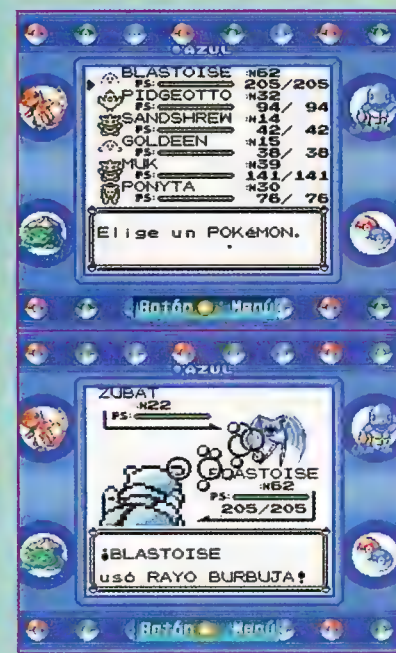 AZUL
BLASTOISE :N62
PS: 205/205
PIDGEOTTO :N32
PS: 94/ 94
SANDSHREW :N14
PS: 42/ 42
GOLDEEN :N15
PS: 38/ 38
MUK :N39
PS: 141/141
PONYTA :N30
PS: 76/ 76
Elige un POKéMON.
Botón Menú
AZUL
ZUBAT
:N22
PS:
BLASTOISE
:N62
PS:
205/205
¡BLASTOISE
usó RAYO BURBUJA!
Botón Menú